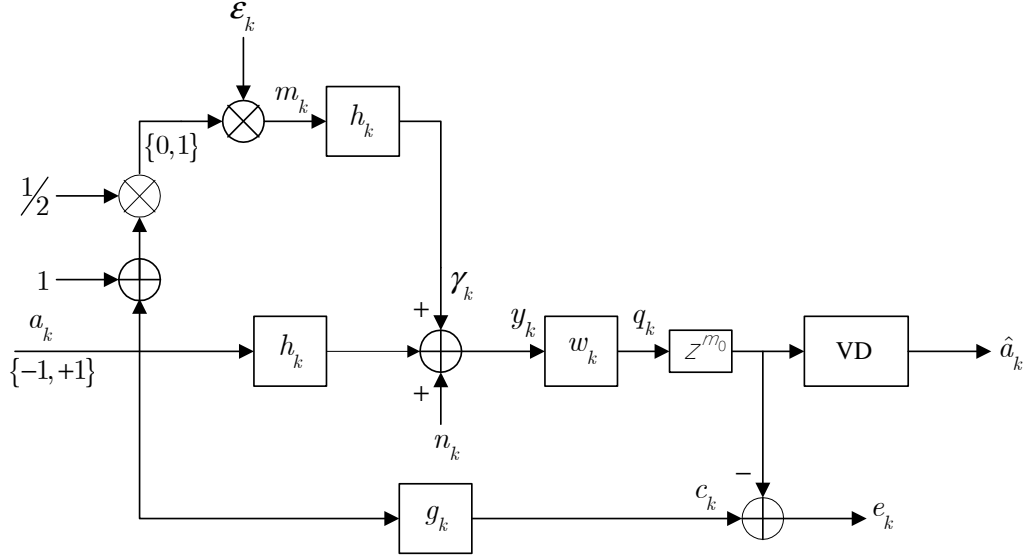 ε_k
m_k
h_k
{0,1}
1/2
1
γ_k
+
a_k
{−1,+1}
h_k
y_k
w_k
q_k
z^{m_0}
VD
â_k
+
n_k
−
c_k
g_k
e_k